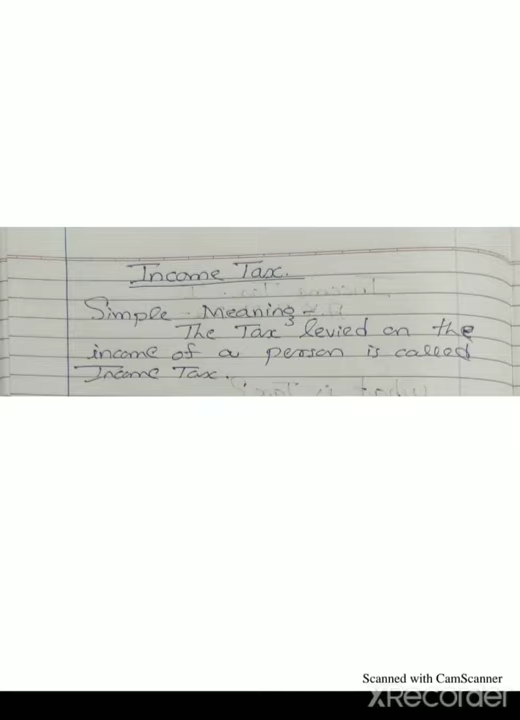 Income Tax.
Simple Meaning -
The Tax levied on the
income of a person is called
Income Tax.
Scanned with CamScanner
XRecorder